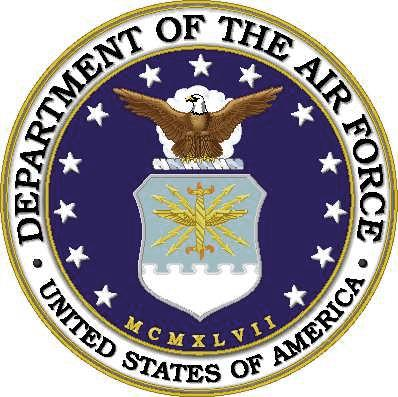 DEPARTMENT OF THE AIR FORCE
UNITED STATES OF AMERICA
MCMXLVII